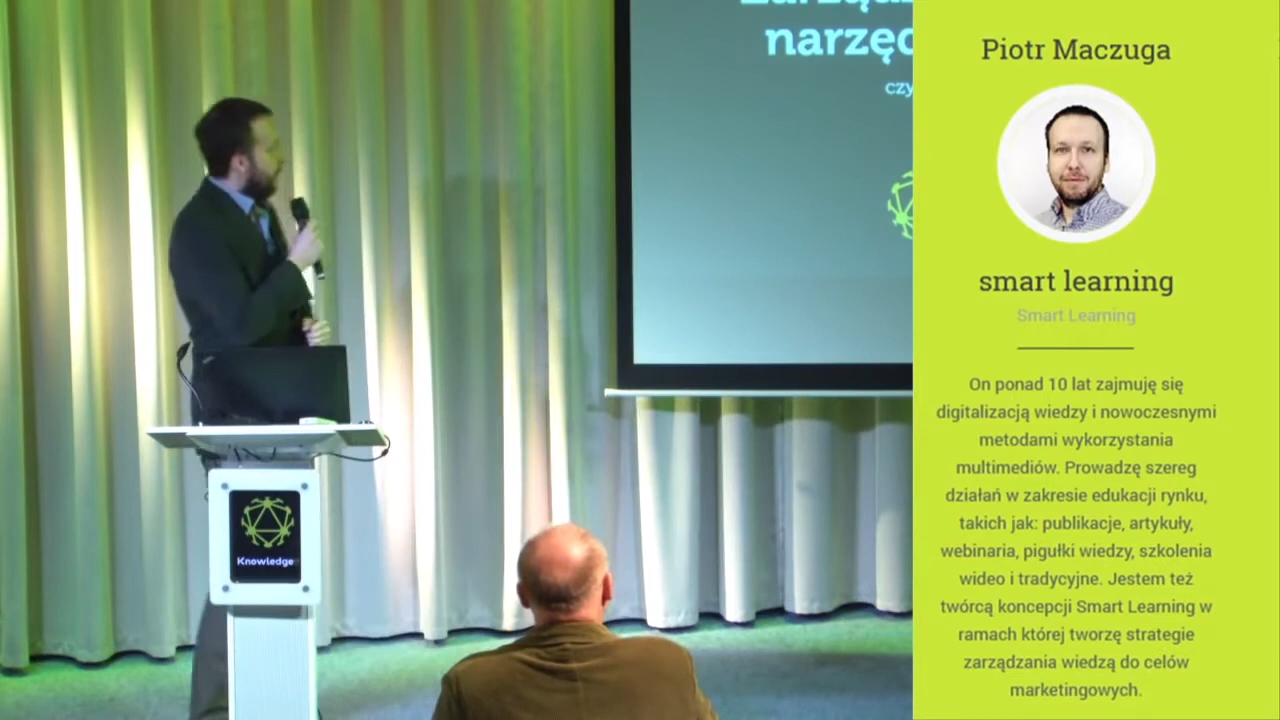 narzęd
czy
Knowledge
Piotr Maczuga
smart learning
Smart Learning
On ponad 10 lat zajmuję się
digitalizacją wiedzy i nowoczesnymi
metodami wykorzystania
multimediów. Prowadzę szereg
działań w zakresie edukacji rynku,
takich jak: publikacje, artykuły,
webinaria, pigułki wiedzy, szkolenia
wideo i tradycyjne. Jestem też
twórcą koncepcji Smart Learning w
ramach której tworzę strategie
zarządzania wiedzą do celów
marketingowych.